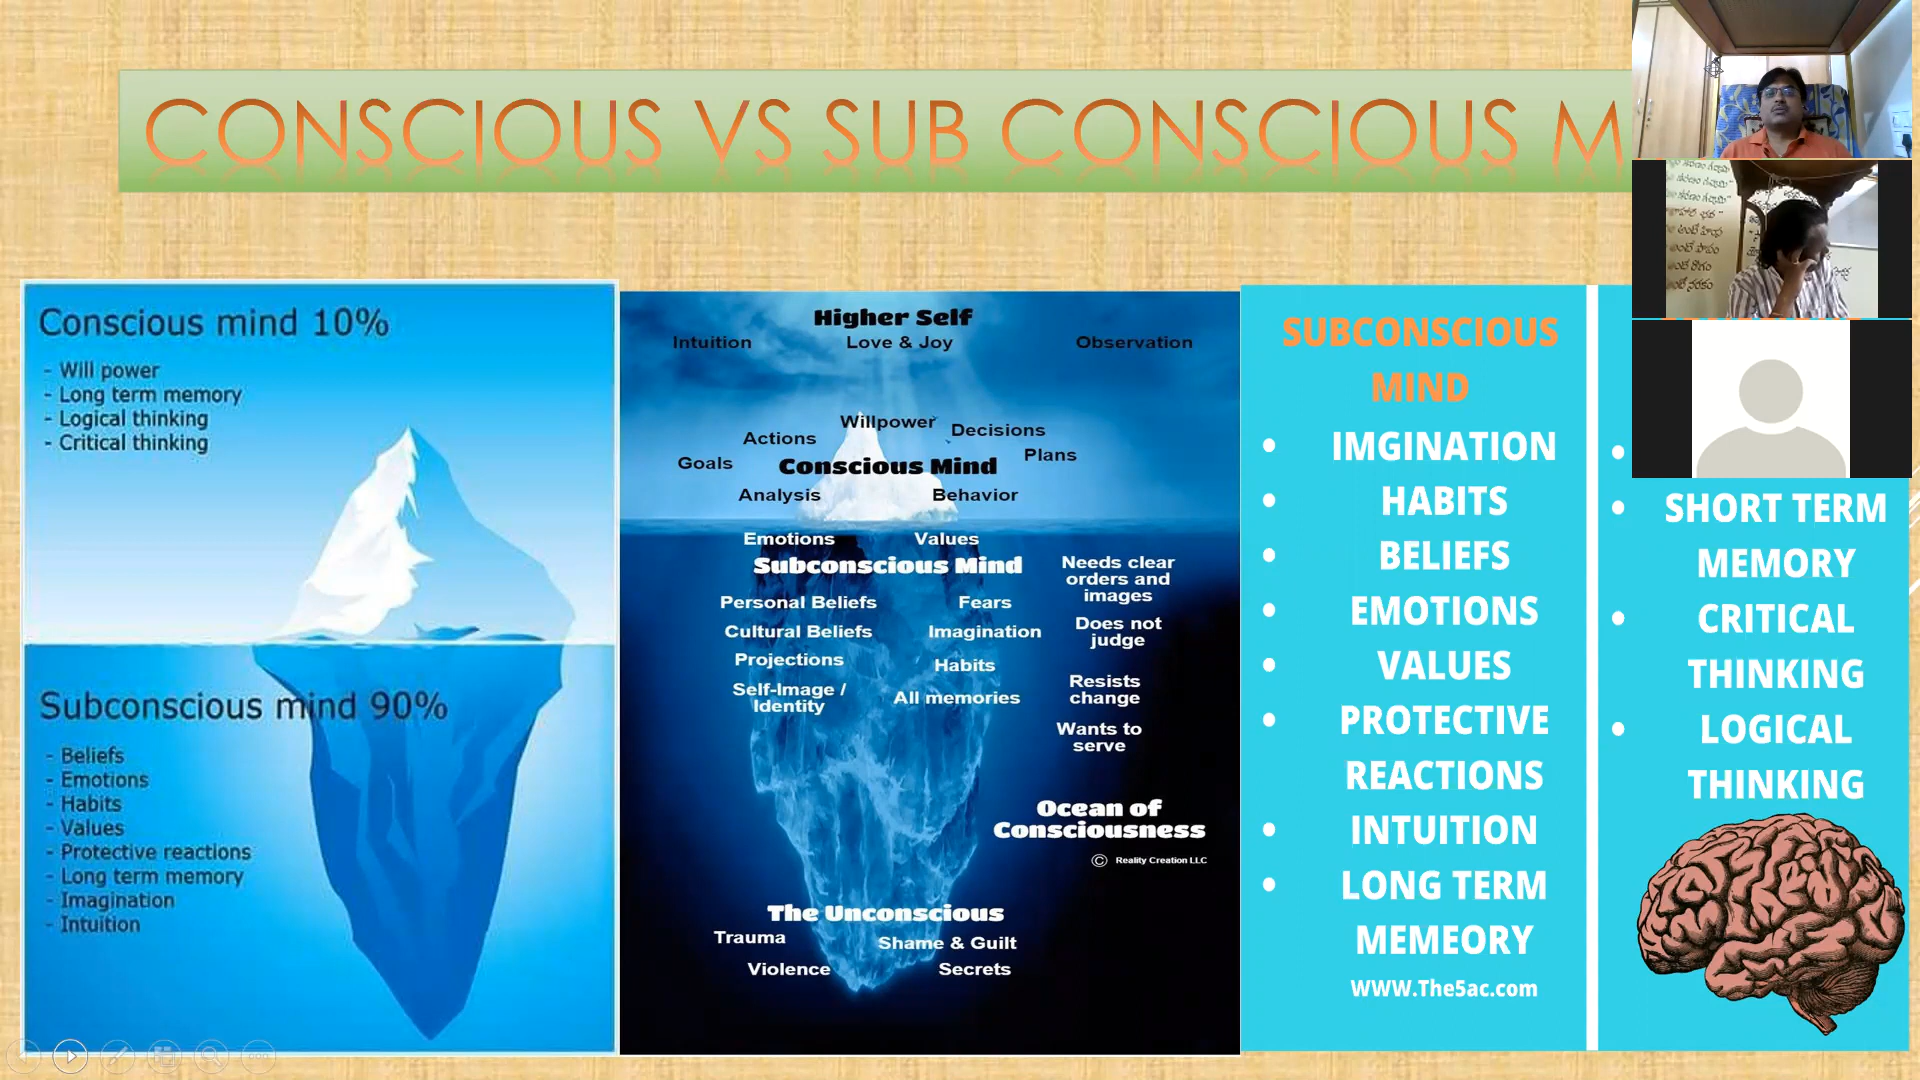 CONSCIOUS VS SUB CONSCIOUS M
Conscious mind 10%
- Will power
- Long term memory
- Logical thinking
- Critical thinking
Subconscious mind 90%
- Beliefs
- Emotions
- Habits
- Values
- Protective reactions
- Long term memory
- Imagination
- Intuition
Higher Self
Intuition Love & Joy Observation
Willpower
Actions Decisions
Goals Conscious Mind Plans
Analysis Behavior
Emotions Values
Subconscious Mind
Needs clear
orders and
images
Personal Beliefs Fears
Cultural Beliefs Imagination
Does not
judge
Projections Habits
Self-Image /
Identity
All memories
Resists
change
Wants to
serve
Ocean of
Consciousness
© Reality Creation LLC
The Unconscious
Trauma Shame & Guilt
Violence Secrets
SUBCONSCIOUS
MIND
• IMGINATION
• HABITS
• BELIEFS
• EMOTIONS
• VALUES
• PROTECTIVE
REACTIONS
• INTUITION
• LONG TERM
MEMEORY
WWW.The5ac.com
•
• SHORT TERM
MEMORY
• CRITICAL
THINKING
• LOGICAL
THINKING